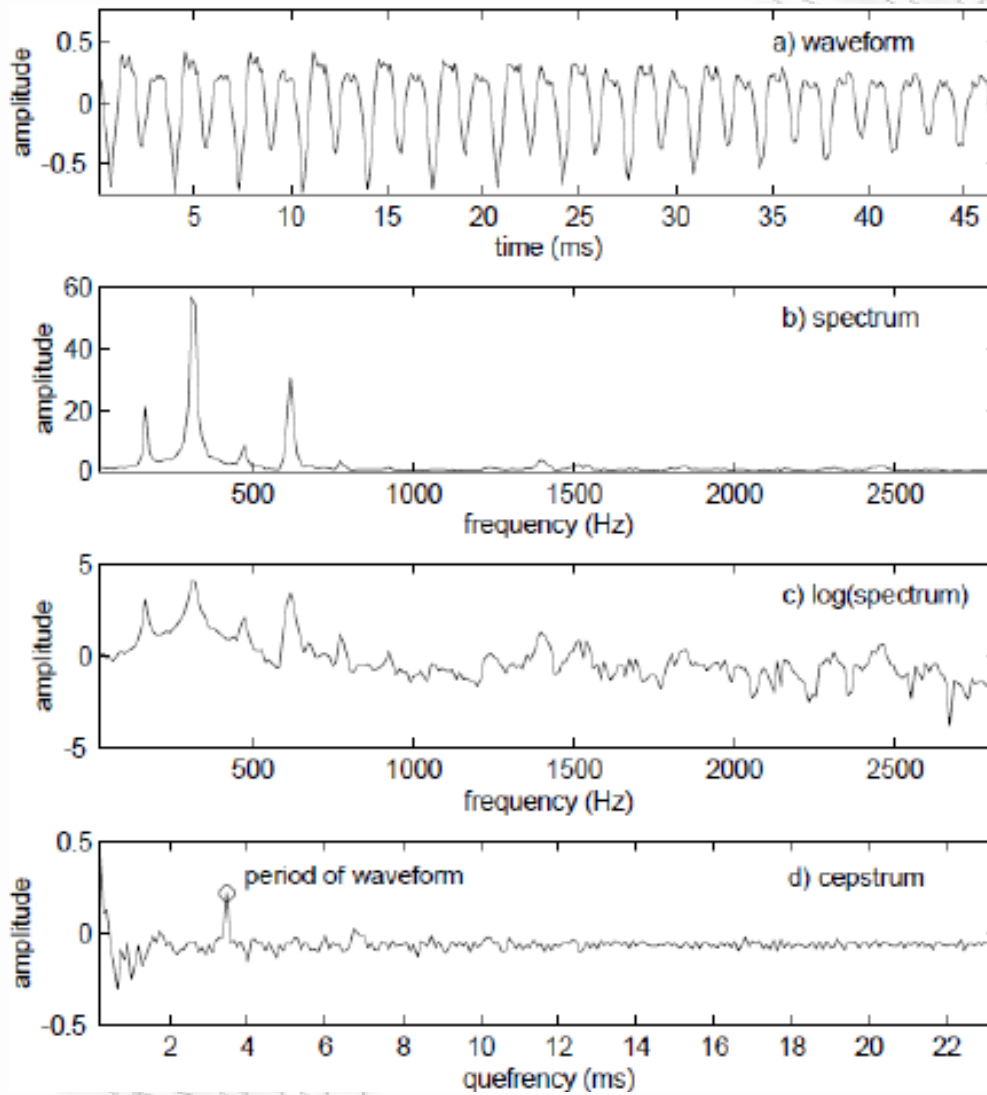 a) waveform
amplitude
0.5
0
-0.5
5 10 15 20 25 30 35 40 45
time (ms)
b) spectrum
amplitude
60
40
20
0
500 1000 1500 2000 2500
frequency (Hz)
c) log(spectrum)
amplitude
5
0
-5
500 1000 1500 2000 2500
frequency (Hz)
period of waveform
d) cepstrum
amplitude
0.5
0
-0.5
2 4 6 8 10 12 14 16 18 20 22
quefrency (ms)